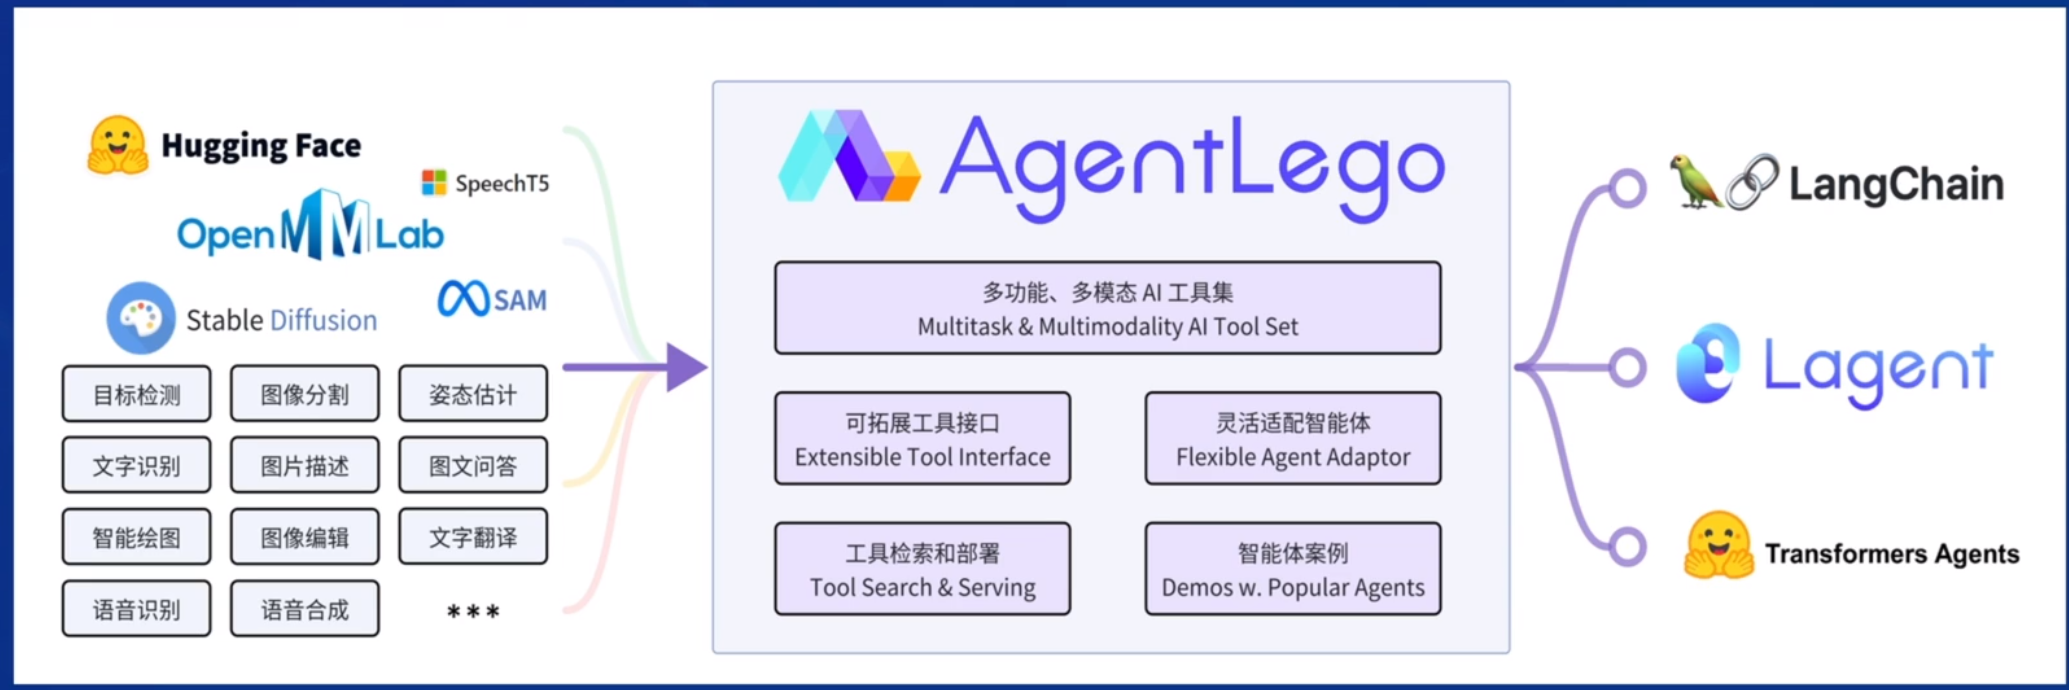 Hugging Face
SpeechT5
OpenMMLab
Stable Diffusion
SAM
目标检测
图像分割
姿态估计
文字识别
图片描述
图文问答
智能绘图
图像编辑
文字翻译
语音识别
语音合成
***
AgentLego
多功能、多模态 AI 工具集
Multitask & Multimodality AI Tool Set
可拓展工具接口
Extensible Tool Interface
灵活适配智能体
Flexible Agent Adaptor
工具检索和部署
Tool Search & Serving
智能体案例
Demos w. Popular Agents
LangChain
Lagent
Transformers Agents